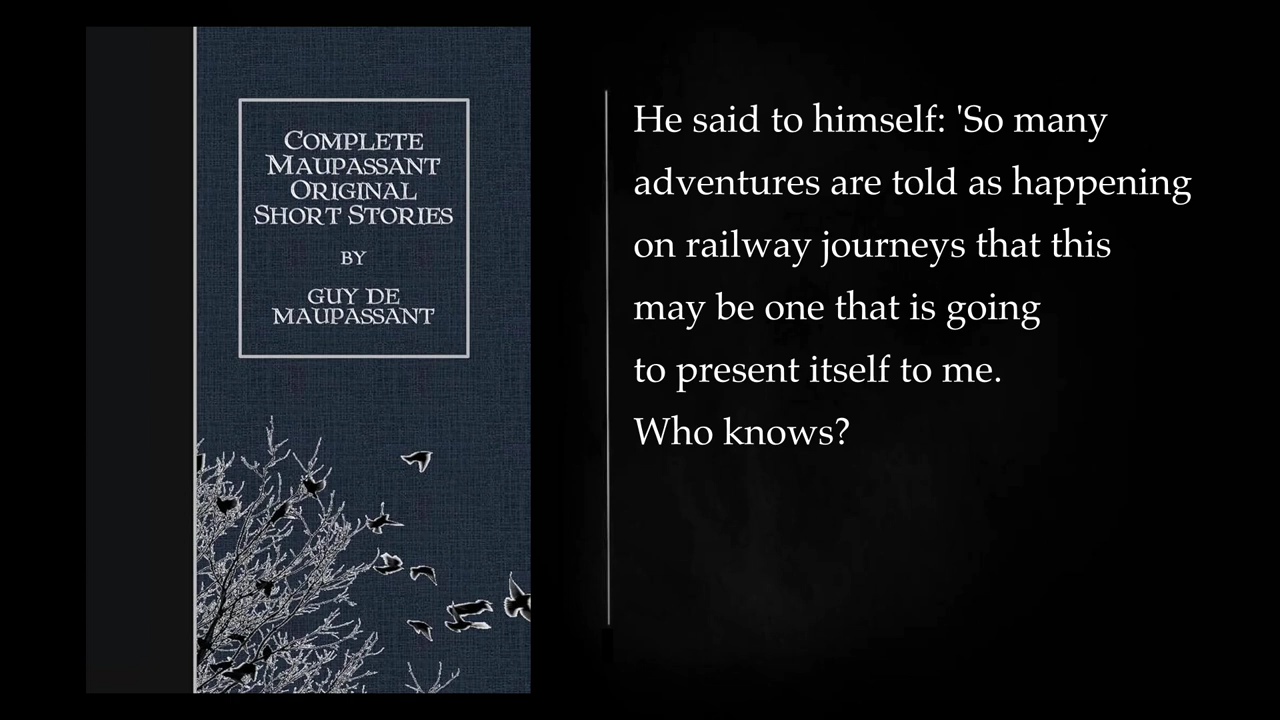 COMPLETE
MAUPASSANT
ORIGINAL
SHORT STORIES
BY
GUY DE
MAUPASSANT
He said to himself: 'So many
adventures are told as happening
on railway journeys that this
may be one that is going
to present itself to me.
Who knows?